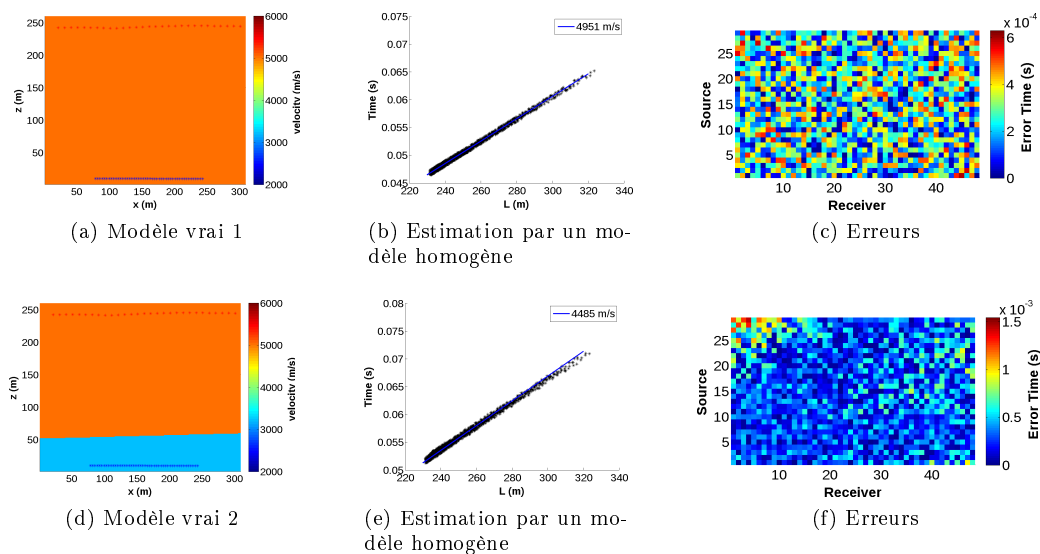 250
200
150
100
50
z (m)
50 100 150 200 250 300
x (m)
6000
5000
4000
3000
2000
velocity (m/s)
(a) Modèle vrai 1
0.075
0.07
0.065
0.06
0.055
0.05
0.045
Time (s)
220 240 260 280 300 320 340
L (m)
4951 m/s
(b) Estimation par un mo-
dèle homogène
25
20
15
10
5
Source
10 20 30 40
Receiver
x 10⁻⁴
6
4
2
0
Error Time (s)
(c) Erreurs
250
200
150
100
50
z (m)
50 100 150 200 250 300
x (m)
6000
5000
4000
3000
2000
velocity (m/s)
(d) Modèle vrai 2
0.08
0.075
0.07
0.065
0.06
0.055
0.05
Time (s)
220 240 260 280 300 320 340
L (m)
4485 m/s
(e) Estimation par un mo-
dèle homogène
25
20
15
10
5
Source
10 20 30 40
Receiver
x 10⁻³
1.5
1
0.5
0
Error Time (s)
(f) Erreurs